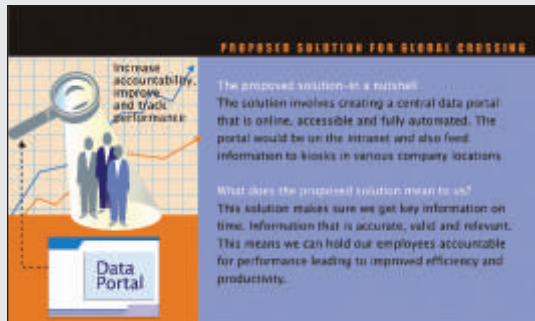 PROPOSED SOLUTION FOR GLOBAL CROSSING
Increase
accountability,
improve
and track
performance
Data
Portal
The proposed solution-in a nutshell
The solution involves creating a central data portal
that is online, accessible and fully automated. The
portal would be on the intranet and also feed
information to kiosks in various company locations
What does the proposed solution mean to us?
This solution makes sure we get key information on
time. Information that is accurate, valid and relevant.
This means we can hold our employees accountable
for performance leading to improved efficiency and
productivity.